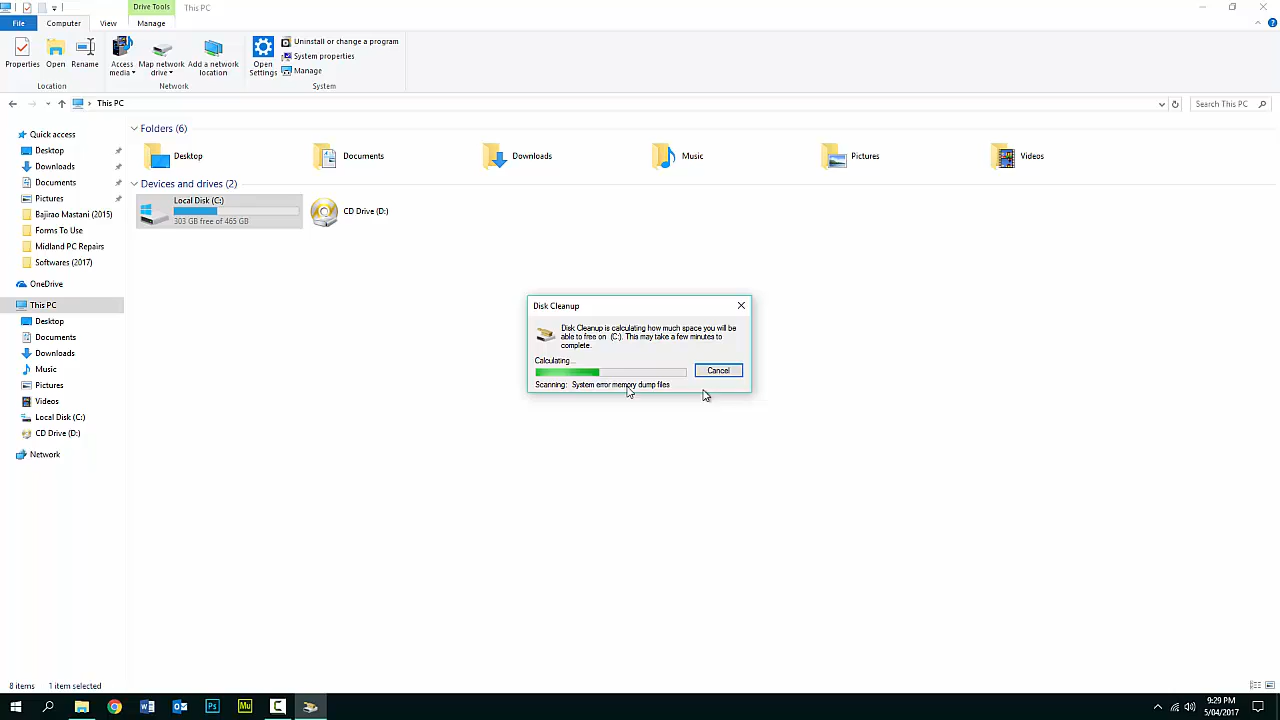 Drive Tools
This PC
File
Computer
View
Manage
Properties
Open
Rename
Access media
Map network drive
Add a network location
Open Settings
Uninstall or change a program
System properties
Manage
Location
Network
System
This PC
Search This PC
Quick access
Desktop
Downloads
Documents
Pictures
Bajirao Mastani (2015)
Forms To Use
Midland PC Repairs
Softwares (2017)
OneDrive
This PC
Desktop
Documents
Downloads
Music
Pictures
Videos
Local Disk (C:)
CD Drive (D:)
Network
Folders (6)
Desktop
Documents
Downloads
Music
Pictures
Videos
Devices and drives (2)
Local Disk (C:)
303 GB free of 465 GB
CD Drive (D:)
Disk Cleanup
Disk Cleanup is calculating how much space you will be
able to free on (C:). This may take a few minutes to
complete.
Calculating...
Cancel
Scanning: System error memory dump files
8 items
1 item selected
W
Ps
Mu
C
9:29 PM
5/04/2017